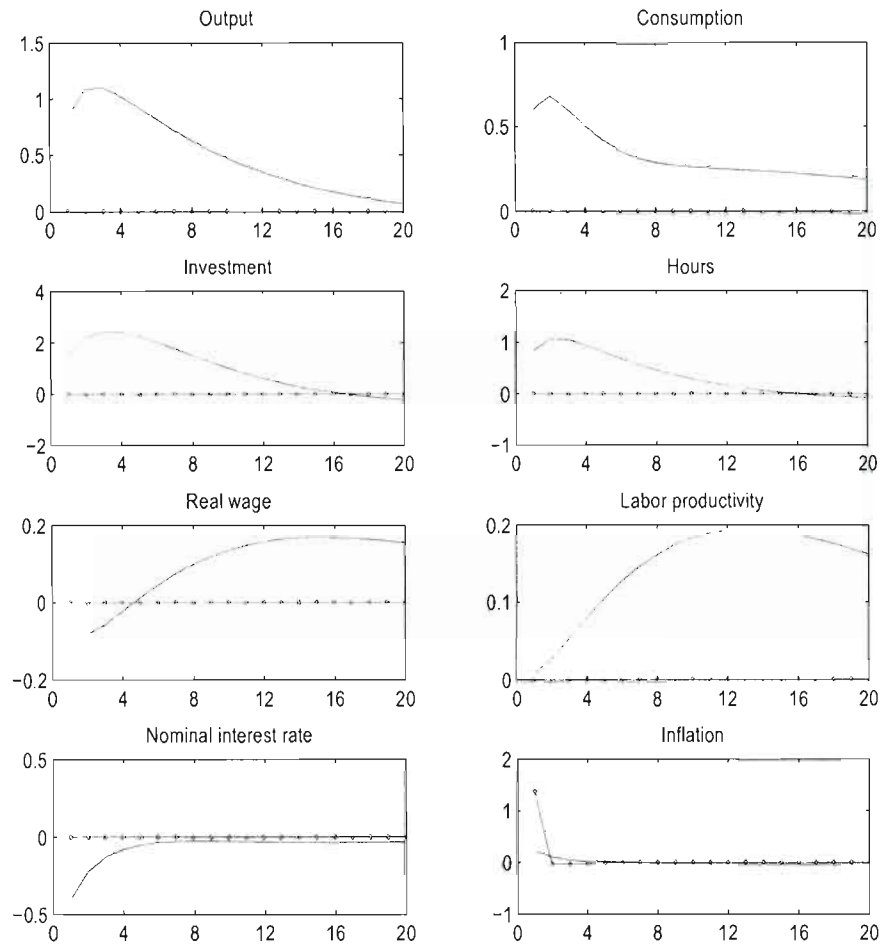 Output
1.5
1
0.5
0
0 4 8 12 16 20
Consumption
1
0.5
0
0 4 8 12 16 20
Investment
4
2
0
−2
0 4 8 12 16 20
Hours
2
1
0
−1
0 4 8 12 16 20
Real wage
0.2
0
−0.2
0 4 8 12 16 20
Labor productivity
0.2
0.1
0
0 4 8 12 16 20
Nominal interest rate
0.5
0
−0.5
0 4 8 12 16 20
Inflation
2
1
0
−1
0 4 8 12 16 20